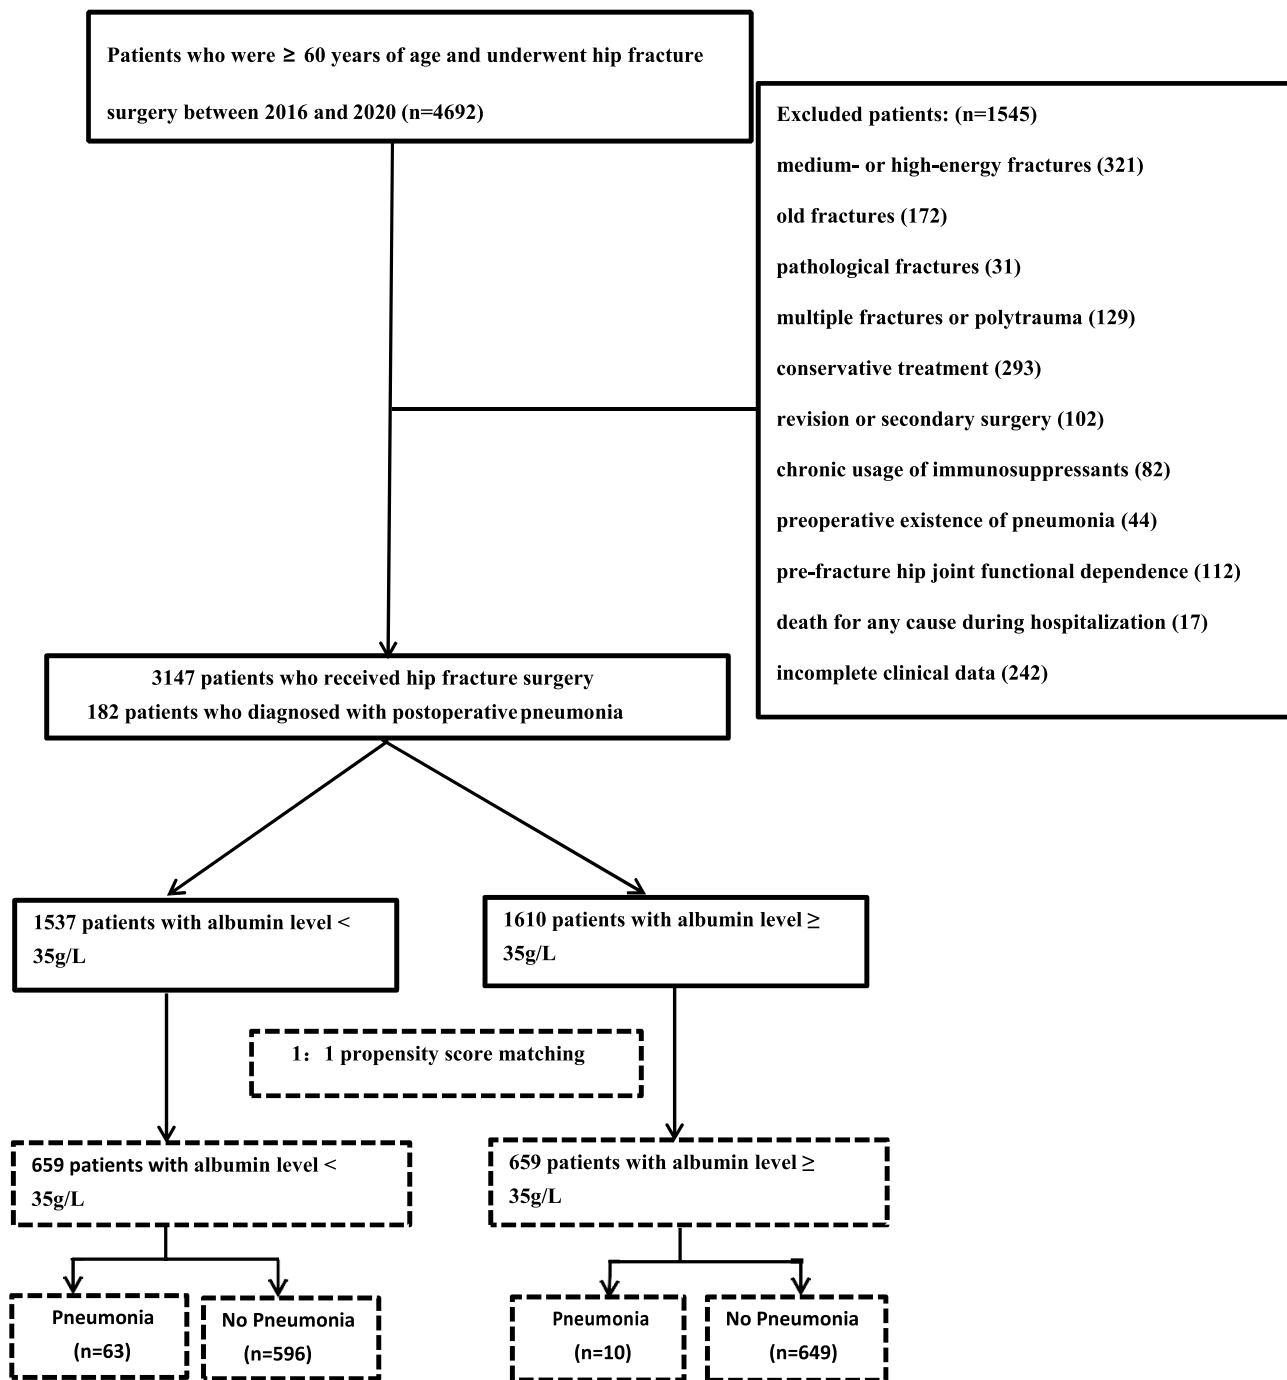 Patients who were ≥ 60 years of age and underwent hip fracture
surgery between 2016 and 2020 (n=4692)
Excluded patients: (n=1545)
medium- or high-energy fractures (321)
old fractures (172)
pathological fractures (31)
multiple fractures or polytrauma (129)
conservative treatment (293)
revision or secondary surgery (102)
chronic usage of immunosuppressants (82)
preoperative existence of pneumonia (44)
pre-fracture hip joint functional dependence (112)
death for any cause during hospitalization (17)
incomplete clinical data (242)
3147 patients who received hip fracture surgery
182 patients who diagnosed with postoperative pneumonia
1537 patients with albumin level <
35g/L
1610 patients with albumin level ≥
35g/L
1：1 propensity score matching
659 patients with albumin level <
35g/L
659 patients with albumin level ≥
35g/L
Pneumonia
(n=63)
No Pneumonia
(n=596)
Pneumonia
(n=10)
No Pneumonia
(n=649)